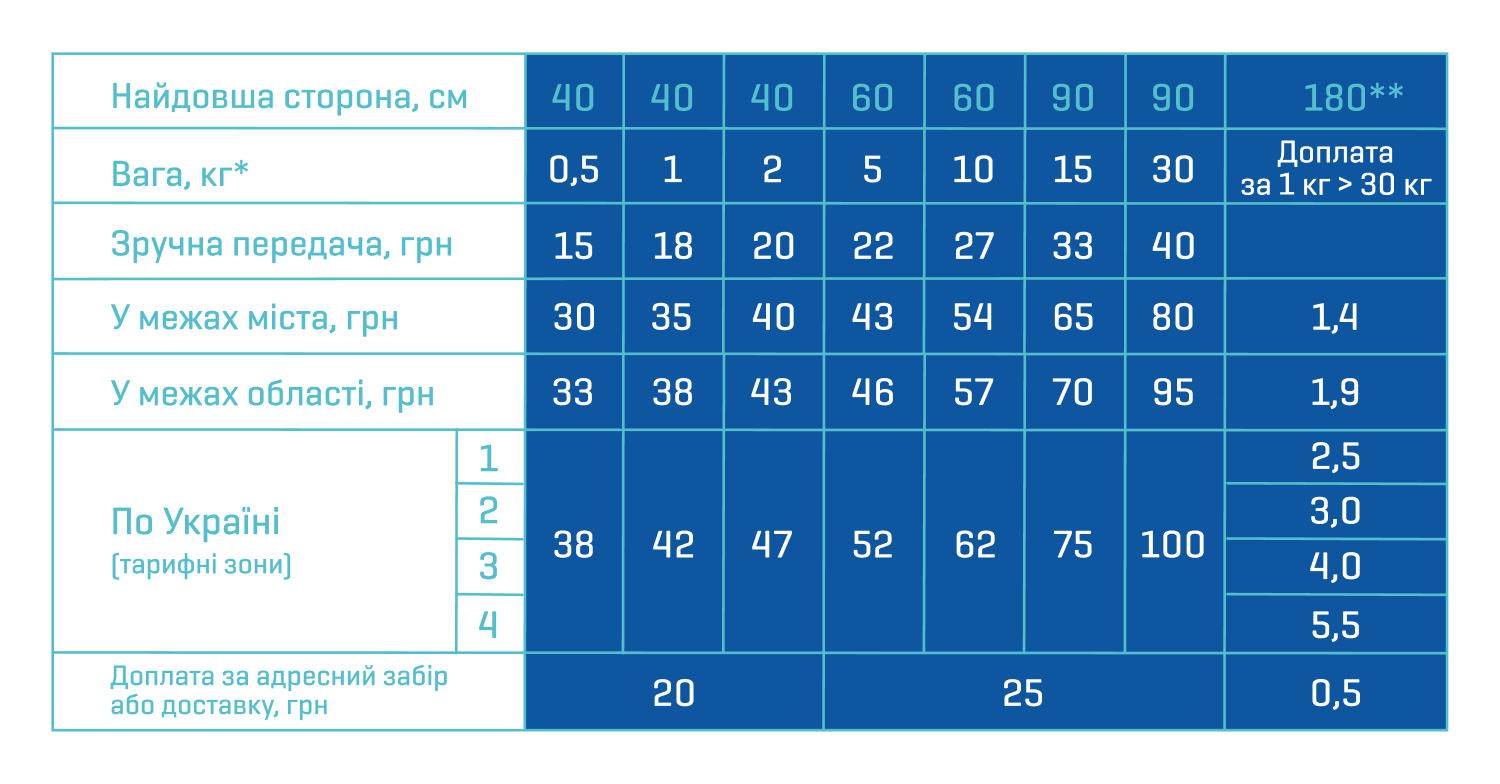 Найдовша сторона, см 40 40 40 60 60 90 90 180**
Вага, кг* 0,5 1 2 5 10 15 30 Доплата
за 1 кг > 30 кг
Зручна передача, грн 15 18 20 22 27 33 40
У межах міста, грн 30 35 40 43 54 65 80 1,4
У межах області, грн 33 38 43 46 57 70 95 1,9
По Україні
(тарифні зони)
1 2,5
2 3,0
38 42 47 52 62 75 100
3 4,0
4 5,5
Доплата за адресний забір
або доставку, грн
20 25 0,5